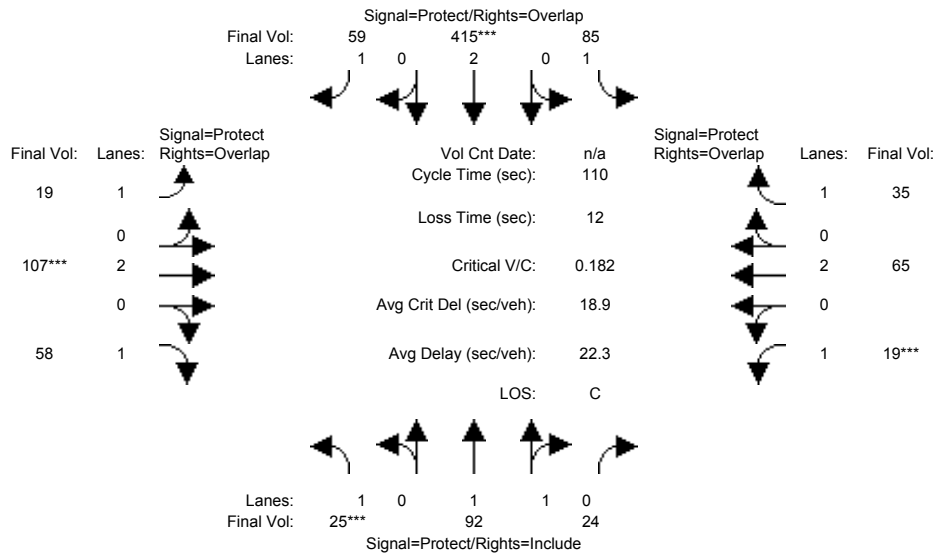 Signal=Protect/Rights=Overlap
Final Vol: 59 415*** 85
Lanes: 1 0 2 0 1
Signal=Protect Signal=Protect
Final Vol: Lanes: Rights=Overlap Vol Cnt Date: n/a Rights=Overlap Lanes: Final Vol:
Cycle Time (sec): 110
19 1 1 35
Loss Time (sec): 12
0 0
107*** 2 Critical V/C: 0.182 2 65
0 Avg Crit Del (sec/veh): 18.9 0
58 1 Avg Delay (sec/veh): 22.3 1 19***
LOS: C
Lanes: 1 0 1 1 0
Final Vol: 25*** 92 24
Signal=Protect/Rights=Include